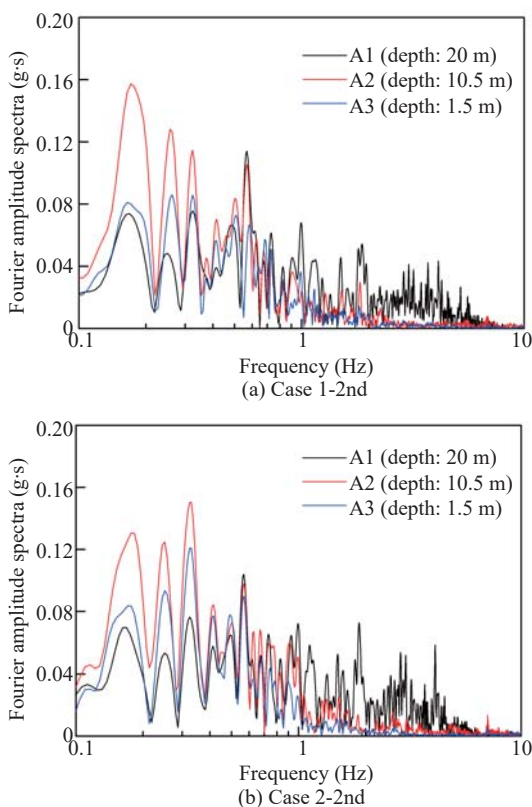 0.20
0.16
0.12
0.08
0.04
0
Fourier amplitude spectra (g·s)
A1 (depth: 20 m)
A2 (depth: 10.5 m)
A3 (depth: 1.5 m)
0.1
1
10
Frequency (Hz)
(a) Case 1-2nd
0.20
0.16
0.12
0.08
0.04
0
Fourier amplitude spectra (g·s)
A1 (depth: 20 m)
A2 (depth: 10.5 m)
A3 (depth: 1.5 m)
0.1
1
10
Frequency (Hz)
(b) Case 2-2nd